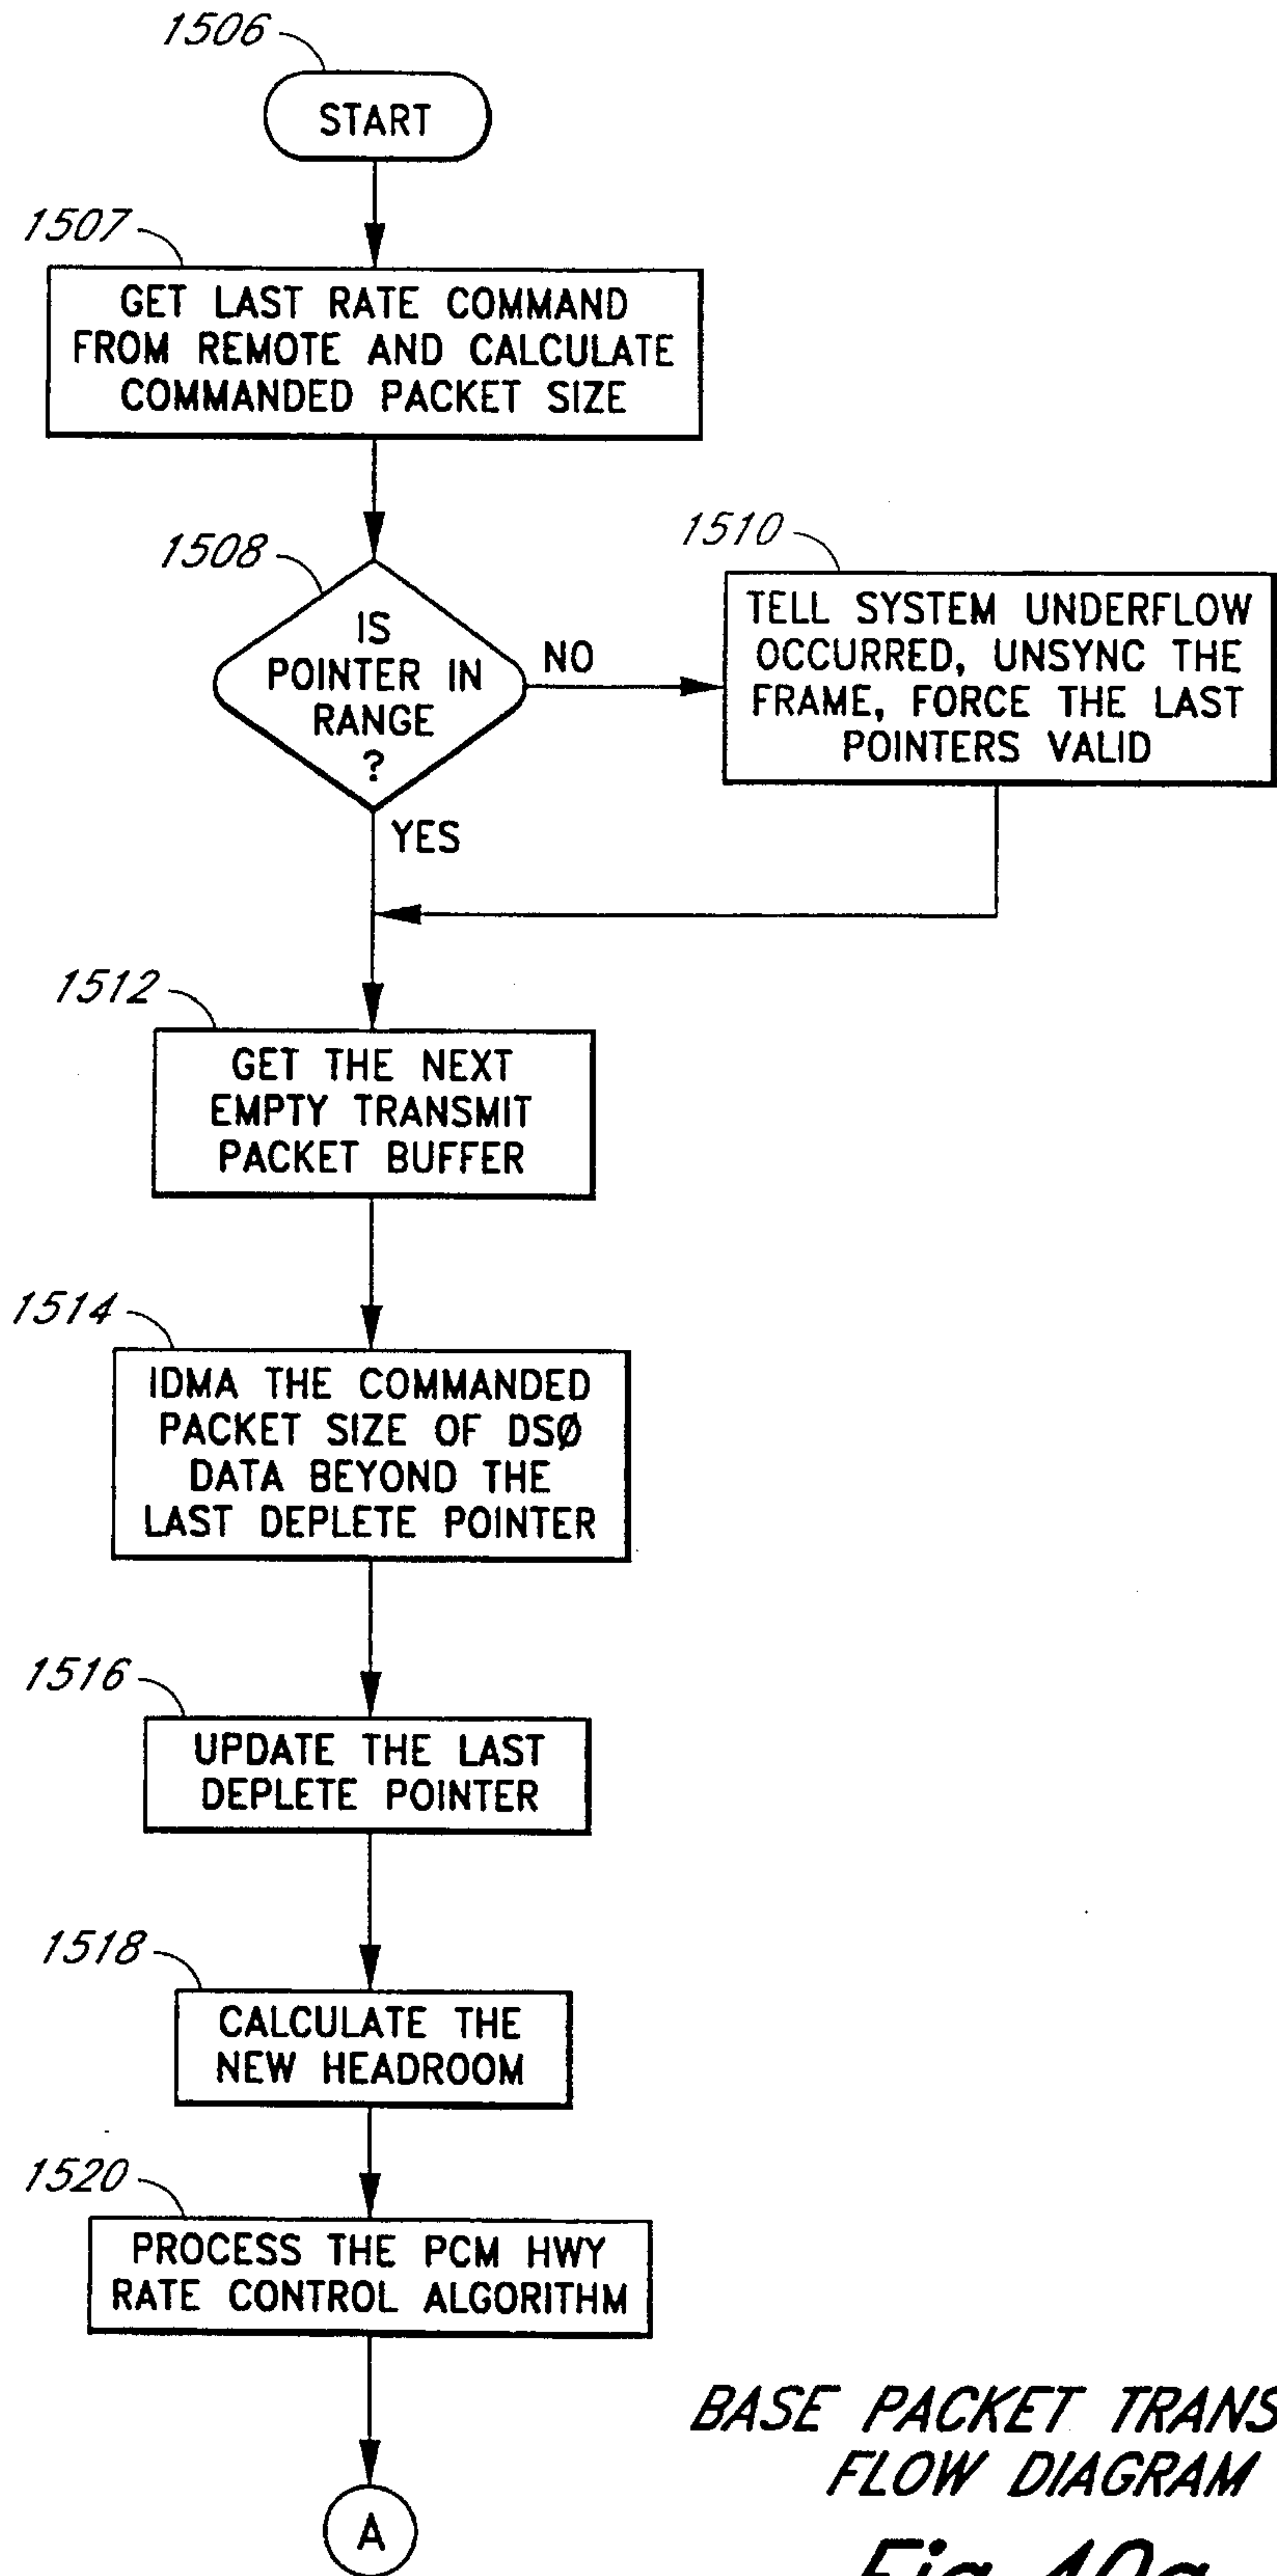 1506
START
1507
GET LAST RATE COMMAND
FROM REMOTE AND CALCULATE
COMMANDED PACKET SIZE
1508
IS
POINTER IN
RANGE
?
NO
YES
1510
TELL SYSTEM UNDERFLOW
OCCURRED, UNSYNC THE
FRAME, FORCE THE LAST
POINTERS VALID
1512
GET THE NEXT
EMPTY TRANSMIT
PACKET BUFFER
1514
IDMA THE COMMANDED
PACKET SIZE OF DSØ
DATA BEYOND THE
LAST DEPLETE POINTER
1516
UPDATE THE LAST
DEPLETE POINTER
1518
CALCULATE THE
NEW HEADROOM
1520
PROCESS THE PCM HWY
RATE CONTROL ALGORITHM
A
BASE PACKET TRANS
FLOW DIAGRAM